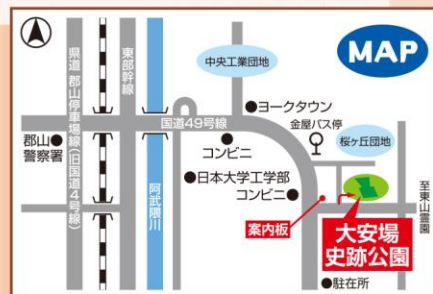 MAP
中央工業団地
県道 郡山停車場線(旧国道4号線)
東部幹線
ヨークタウン
国道49号線
金屋バス停
桜ヶ丘団地
郡山
警察署
コンビニ
阿武隈川
日本大学工学部
コンビニ
至東山霊園
案内板
大安場
史跡公園
駐在所